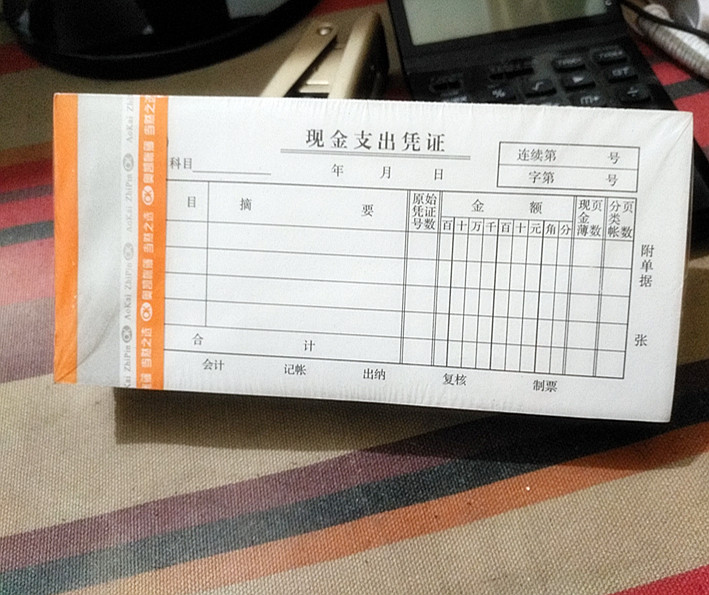 现金支出凭证
连续第 号
科目 年 月 日
字第 号
目 摘 要 原始凭证号数 金 额 现金薄页数 分类帐页数
百 十 万 千 百 十 元 角 分
附单据 张
合 计
会计 记帐 出纳 复核 制票
AoKai ZhiPin